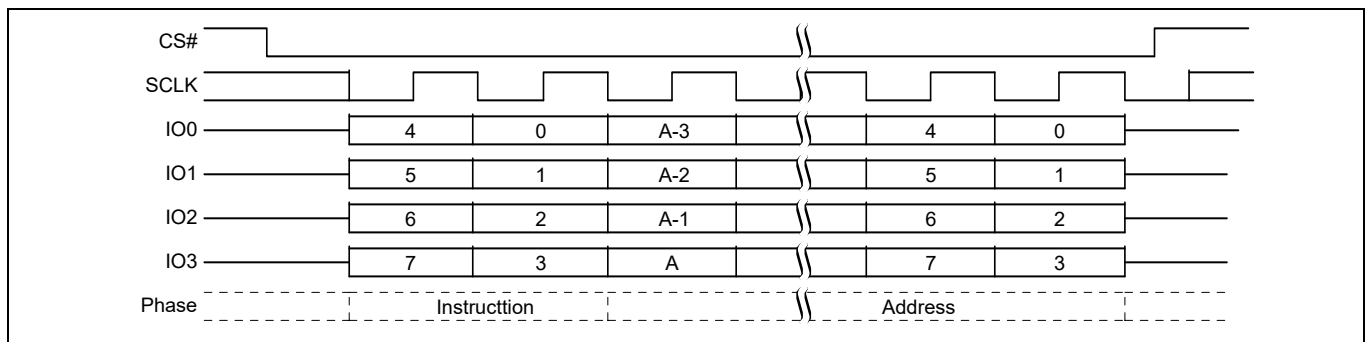 CS#
SCLK
IO0 4 0 A-3 4 0
IO1 5 1 A-2 5 1
IO2 6 2 A-1 6 2
IO3 7 3 A 7 3
Phase Instructtion Address